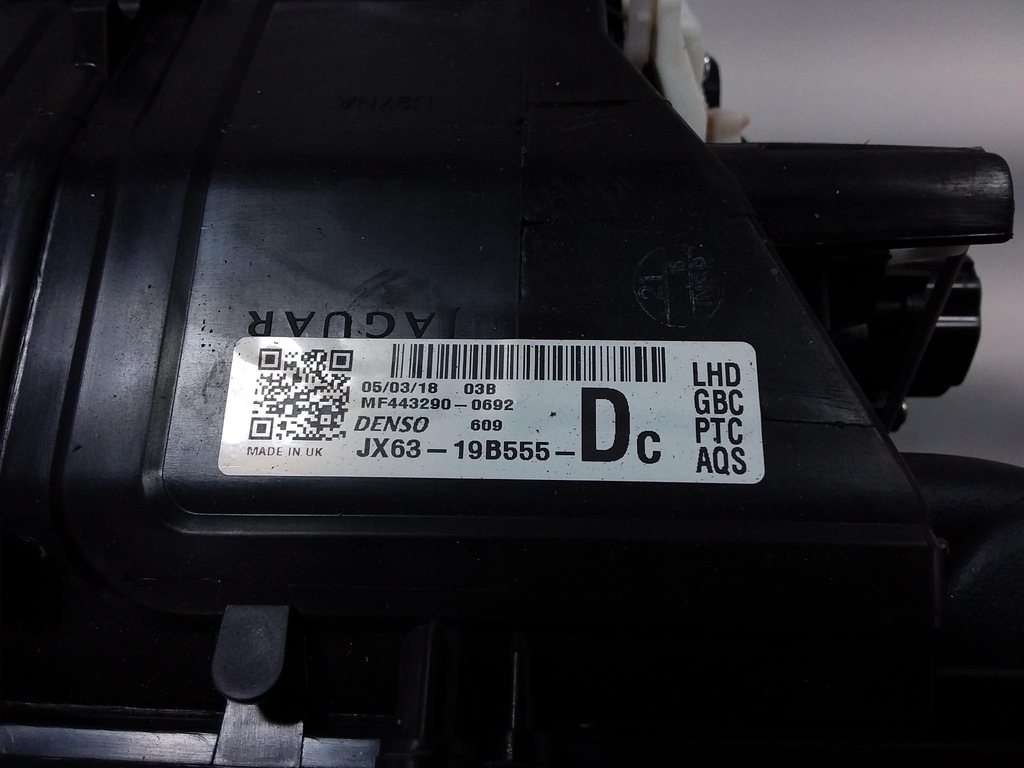 JAGUAR
05/03/18 03B
MF443290-0692
DENSO 609
JX63-19B555-Dc
MADE IN UK
LHD
GBC
PTC
AQS